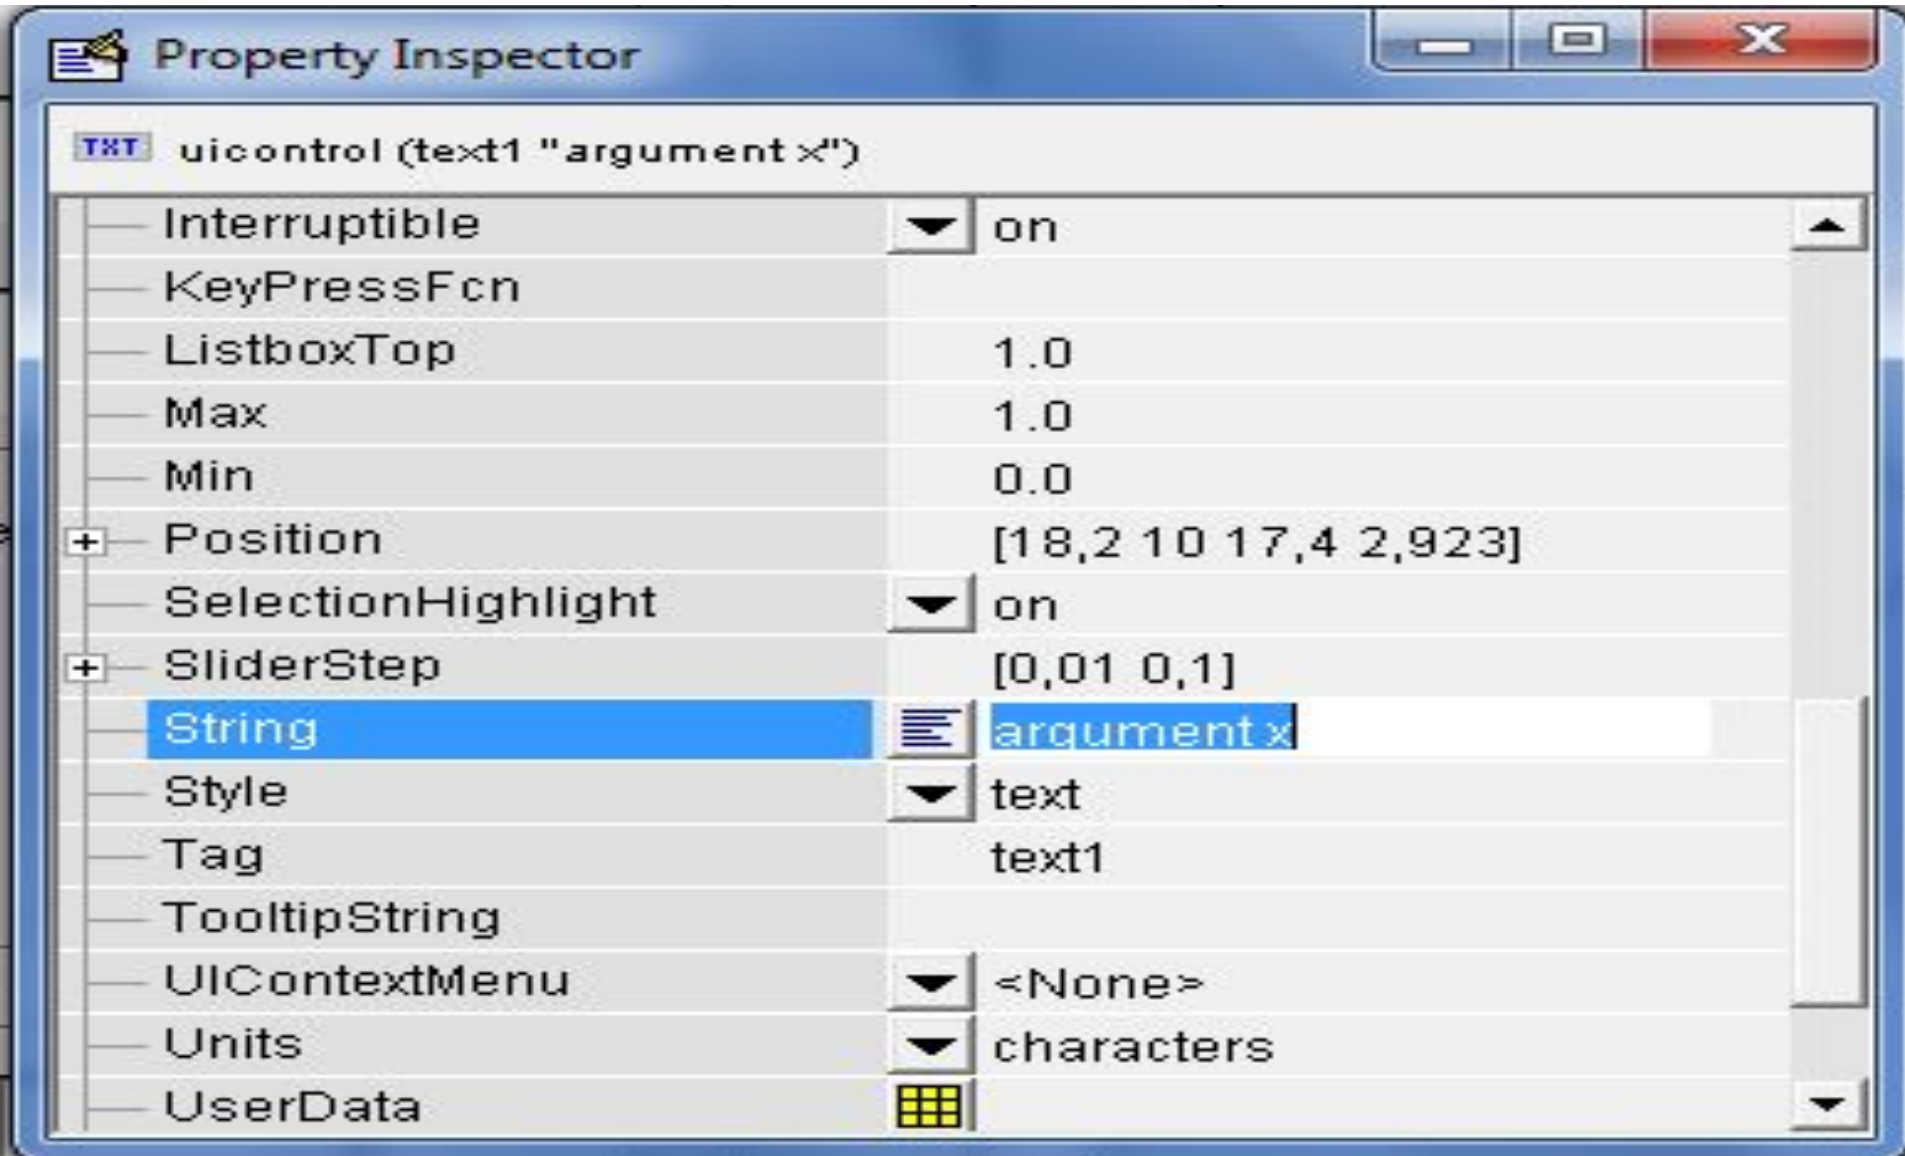 Property Inspector
TXT uicontrol (text1 "argument x")
Interruptible on
KeyPressFcn
ListboxTop 1.0
Max 1.0
Min 0.0
Position [18,2 10 17,4 2,923]
SelectionHighlight on
SliderStep [0,01 0,1]
String argument x
Style text
Tag text1
TooltipString
UIContextMenu <None>
Units characters
UserData